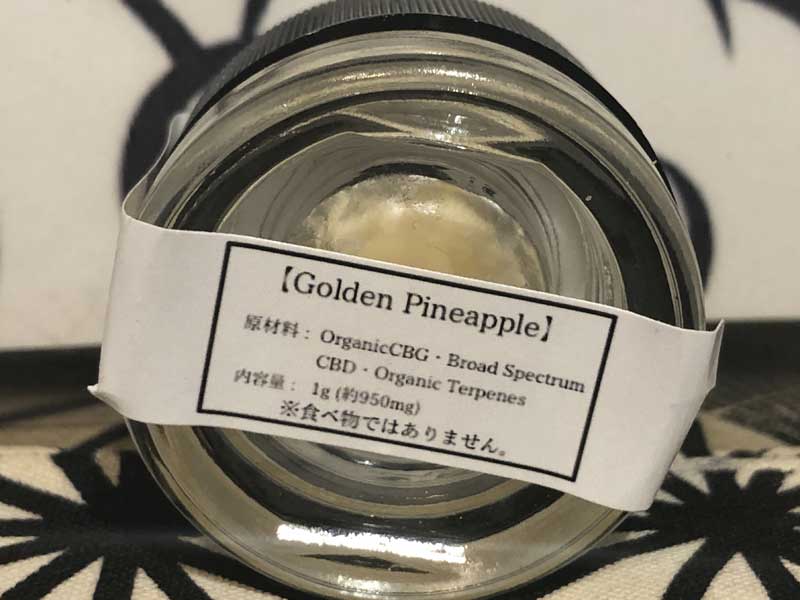 【Golden Pineapple】
原材料： OrganicCBG・Broad Spectrum
CBD・Organic Terpenes
内容量： 1g (約950mg)
※食べ物ではありません。